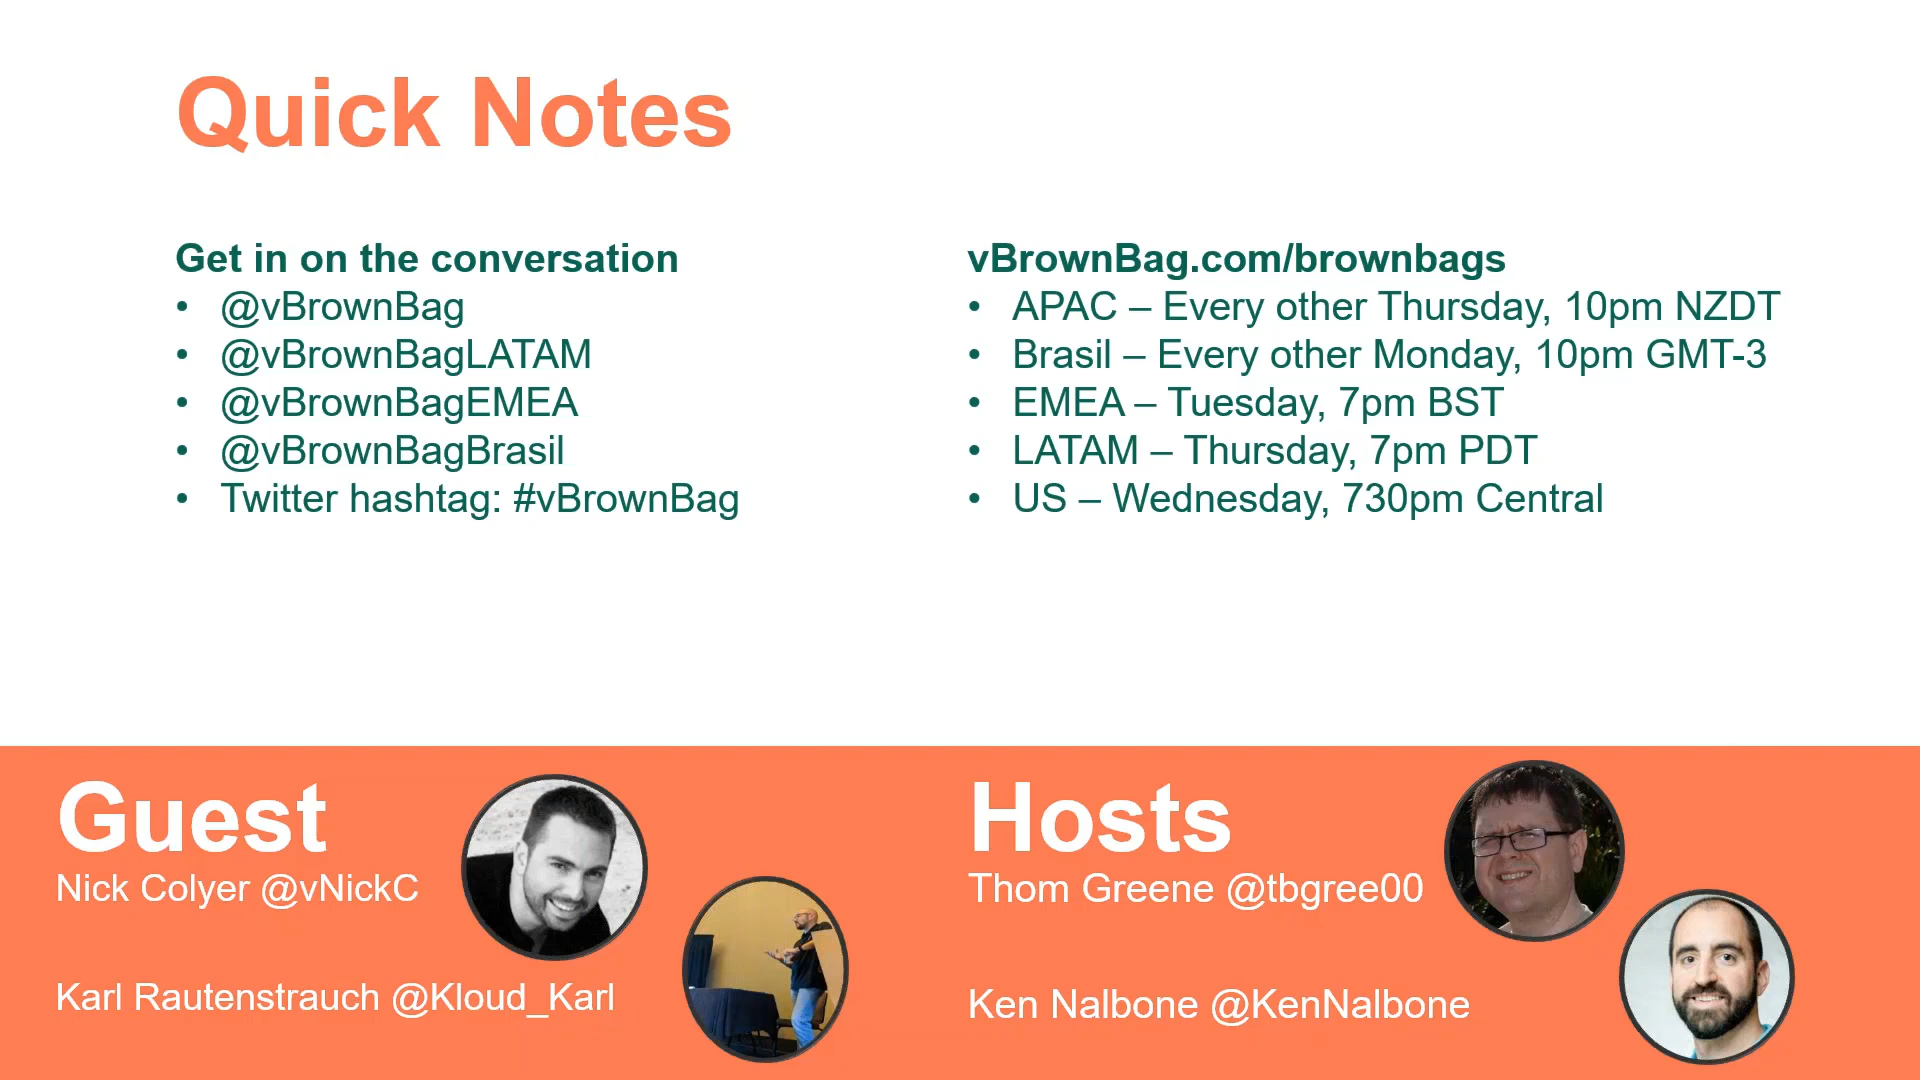 Quick Notes
Get in on the conversation
• @vBrownBag
• @vBrownBagLATAM
• @vBrownBagEMEA
• @vBrownBagBrasil
• Twitter hashtag: #vBrownBag
vBrownBag.com/brownbags
• APAC – Every other Thursday, 10pm NZDT
• Brasil – Every other Monday, 10pm GMT-3
• EMEA – Tuesday, 7pm BST
• LATAM – Thursday, 7pm PDT
• US – Wednesday, 730pm Central
Guest
Nick Colyer @vNickC
Karl Rautenstrauch @Kloud_Karl
Hosts
Thom Greene @tbgree00
Ken Nalbone @KenNalbone